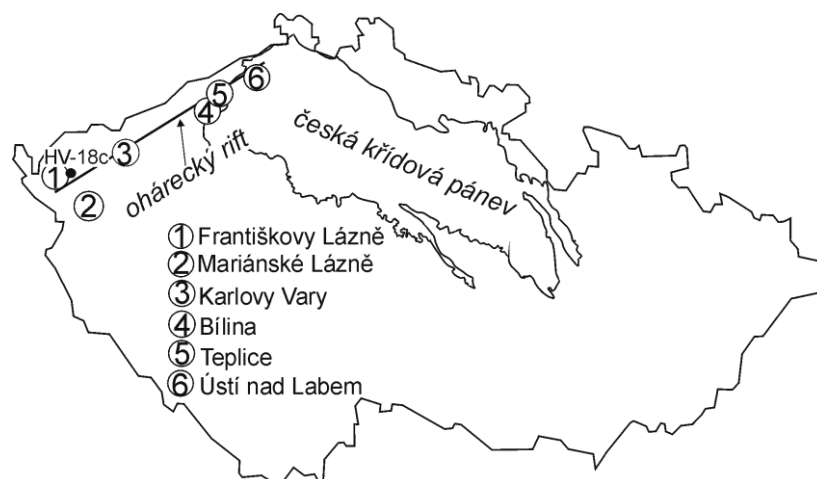 6
5
4
česká křídová pánev
HV-18c
3
1
oháreckỳ rift
2
1 Františkovy Lázně
2 Mariánské Lázně
3 Karlovy Vary
4 Bílina
5 Teplice
6 Ústí nad Labem